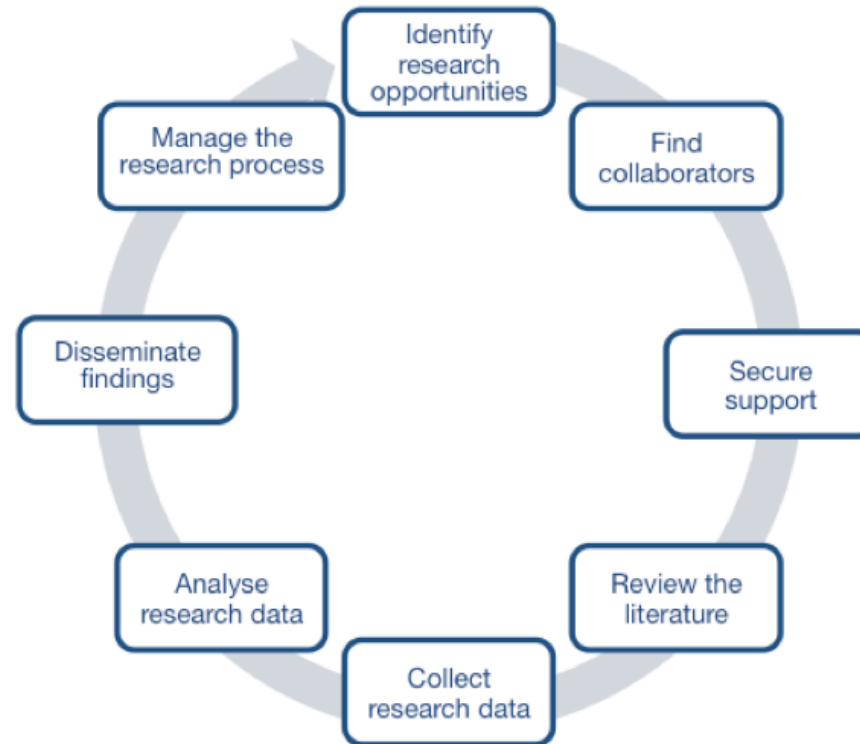 Identify
research
opportunities
Find
collaborators
Secure
support
Review the
literature
Collect
research data
Analyse
research data
Disseminate
findings
Manage the
research process